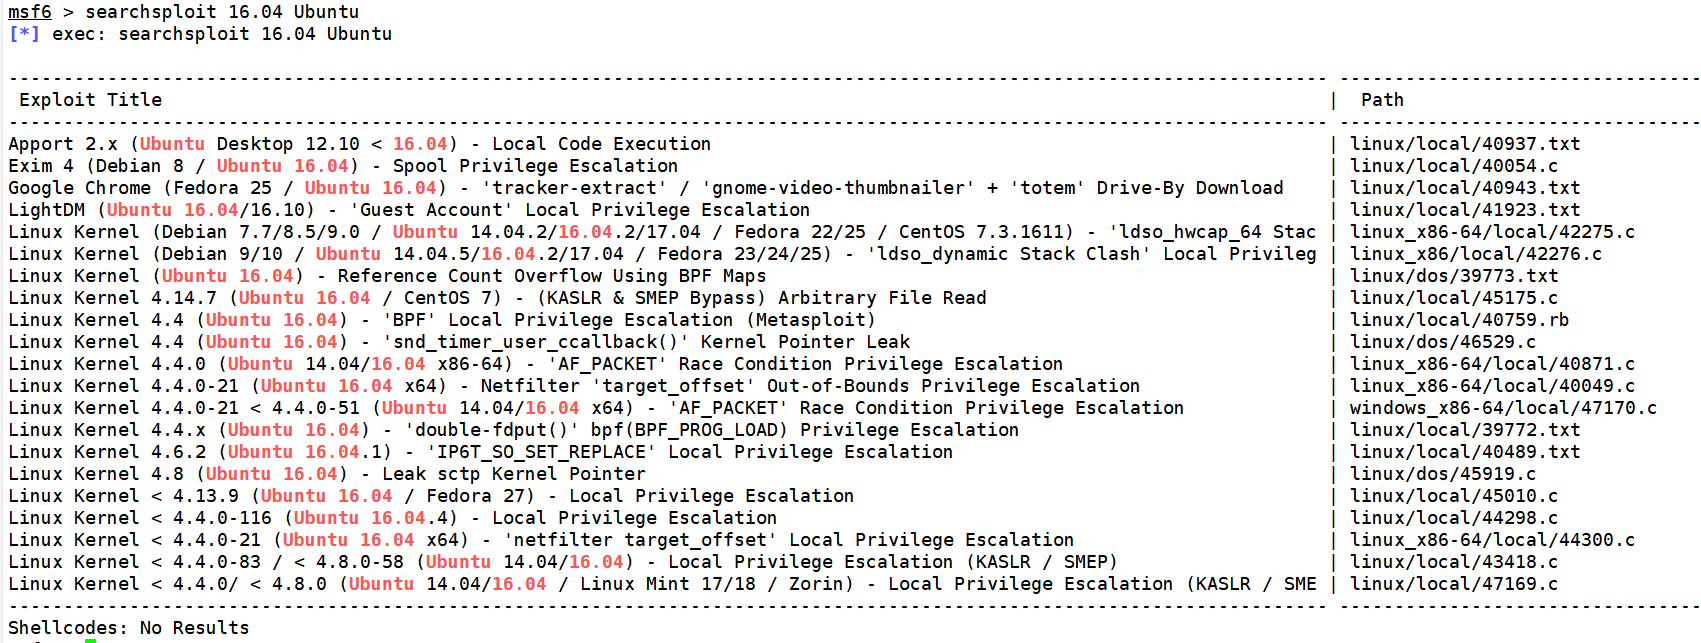 msf6 > searchsploit 16.04 Ubuntu
[*] exec: searchsploit 16.04 Ubuntu
------------------------------------------------------------------------------------------------------------------------ ---------------------------------
Exploit Title | Path
------------------------------------------------------------------------------------------------------------------------ ---------------------------------
Apport 2.x (Ubuntu Desktop 12.10 < 16.04) - Local Code Execution | linux/local/40937.txt
Exim 4 (Debian 8 / Ubuntu 16.04) - Spool Privilege Escalation | linux/local/40054.c
Google Chrome (Fedora 25 / Ubuntu 16.04) - 'tracker-extract' / 'gnome-video-thumbnailer' + 'totem' Drive-By Download | linux/local/40943.txt
LightDM (Ubuntu 16.04/16.10) - 'Guest Account' Local Privilege Escalation | linux/local/41923.txt
Linux Kernel (Debian 7.7/8.5/9.0 / Ubuntu 14.04.2/16.04.2/17.04 / Fedora 22/25 / CentOS 7.3.1611) - 'ldso_hwcap_64 Stac | linux_x86-64/local/42275.c
Linux Kernel (Debian 9/10 / Ubuntu 14.04.5/16.04.2/17.04 / Fedora 23/24/25) - 'ldso_dynamic Stack Clash' Local Privileg | linux_x86/local/42276.c
Linux Kernel (Ubuntu 16.04) - Reference Count Overflow Using BPF Maps | linux/dos/39773.txt
Linux Kernel 4.14.7 (Ubuntu 16.04 / CentOS 7) - (KASLR & SMEP Bypass) Arbitrary File Read | linux/local/45175.c
Linux Kernel 4.4 (Ubuntu 16.04) - 'BPF' Local Privilege Escalation (Metasploit) | linux/local/40759.rb
Linux Kernel 4.4 (Ubuntu 16.04) - 'snd_timer_user_ccallback()' Kernel Pointer Leak | linux/dos/46529.c
Linux Kernel 4.4.0 (Ubuntu 14.04/16.04 x86-64) - 'AF_PACKET' Race Condition Privilege Escalation | linux_x86-64/local/40871.c
Linux Kernel 4.4.0-21 (Ubuntu 16.04 x64) - Netfilter 'target_offset' Out-of-Bounds Privilege Escalation | linux_x86-64/local/40049.c
Linux Kernel 4.4.0-21 < 4.4.0-51 (Ubuntu 14.04/16.04 x64) - 'AF_PACKET' Race Condition Privilege Escalation | windows_x86-64/local/47170.c
Linux Kernel 4.4.x (Ubuntu 16.04) - 'double-fdput()' bpf(BPF_PROG_LOAD) Privilege Escalation | linux/local/39772.txt
Linux Kernel 4.6.2 (Ubuntu 16.04.1) - 'IP6T_SO_SET_REPLACE' Local Privilege Escalation | linux/local/40489.txt
Linux Kernel 4.8 (Ubuntu 16.04) - Leak sctp Kernel Pointer | linux/dos/45919.c
Linux Kernel < 4.13.9 (Ubuntu 16.04 / Fedora 27) - Local Privilege Escalation | linux/local/45010.c
Linux Kernel < 4.4.0-116 (Ubuntu 16.04.4) - Local Privilege Escalation | linux/local/44298.c
Linux Kernel < 4.4.0-21 (Ubuntu 16.04 x64) - 'netfilter target_offset' Local Privilege Escalation | linux_x86-64/local/44300.c
Linux Kernel < 4.4.0-83 / < 4.8.0-58 (Ubuntu 14.04/16.04) - Local Privilege Escalation (KASLR / SMEP) | linux/local/43418.c
Linux Kernel < 4.4.0/ < 4.8.0 (Ubuntu 14.04/16.04 / Linux Mint 17/18 / Zorin) - Local Privilege Escalation (KASLR / SME | linux/local/47169.c
------------------------------------------------------------------------------------------------------------------------ ---------------------------------
Shellcodes: No Results